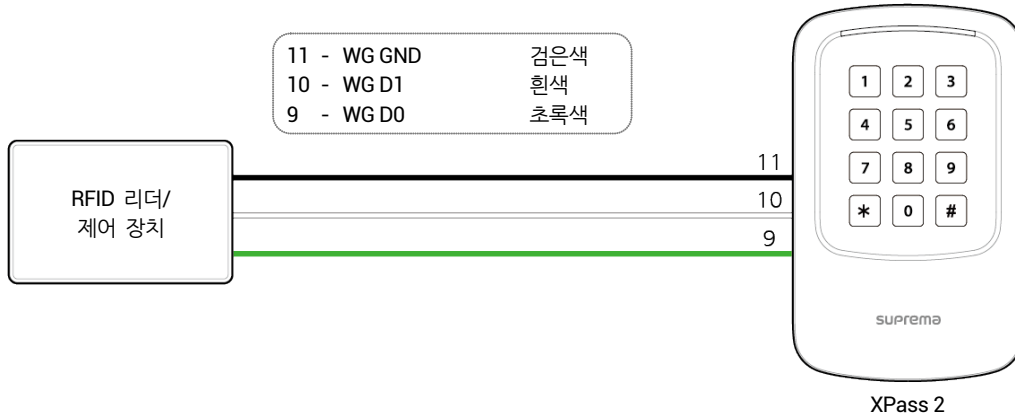 11 - WG GND 검은색
10 - WG D1 흰색
9 - WG D0 초록색
RFID 리더/
제어 장치
11
10
9
1 2 3
4 5 6
7 8 9
* 0 #
suprema
XPass 2